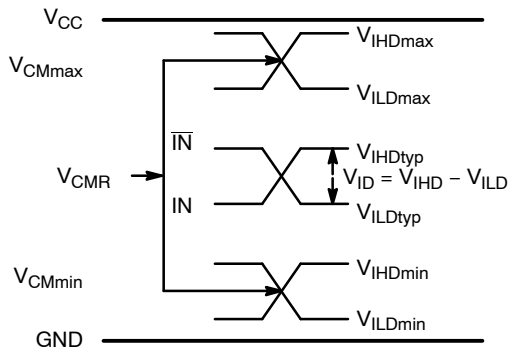 VCC
VIHDmax
VCMmax
VILDmax
IN
VIHDtyp
VCMR
VID = VIHD − VILD
IN
VILDtyp
VIHDmin
VCMmin
VILDmin
GND